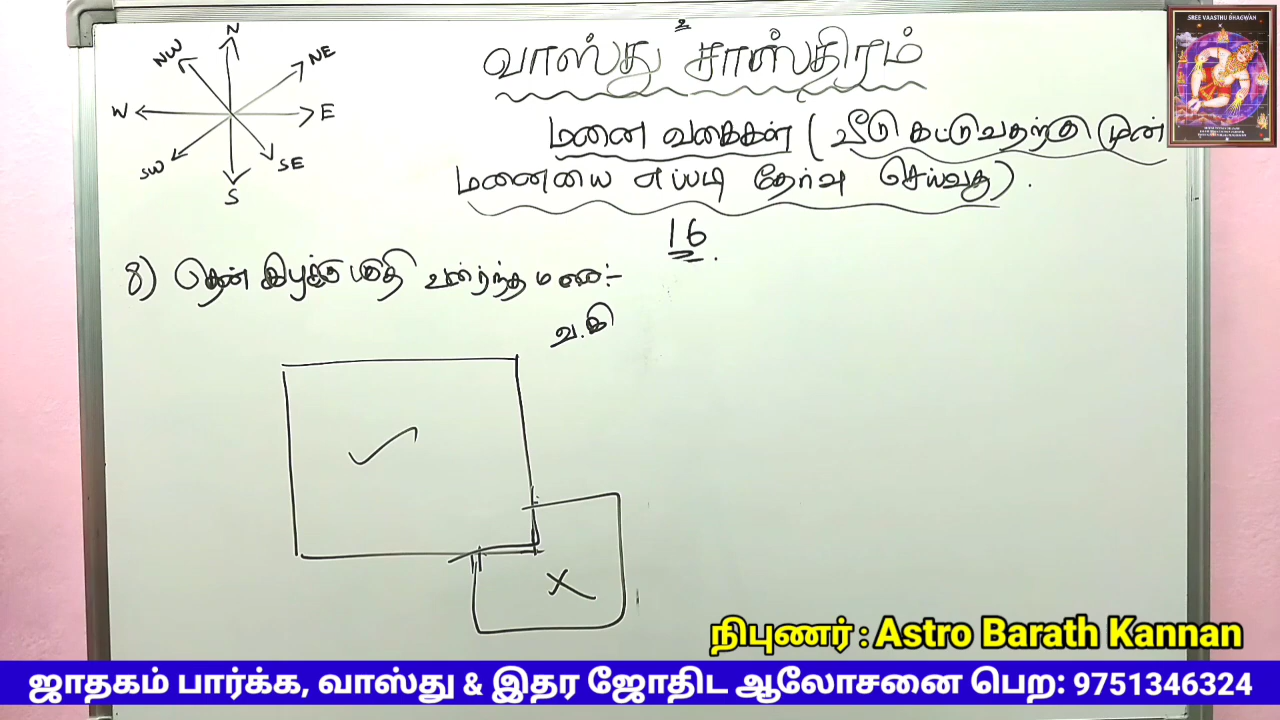 N
NW
NE
W
E
SW
SE
S
வாஸ்து சாஸ்திரம்
SREE VAASTHU BHAGWAN
மனை வகைகள் ( வீடு கட்டுவதற்கு முன்
மனையை எப்படி தேர்வு செய்வது ) .
16
8) தென் கிழக்கு பகுதி வளர்ந்த மனை:-
வ.கி
நிபுணர் : Astro Barath Kannan
ஜாதகம் பார்க்க, வாஸ்து & இதர ஜோதிட ஆலோசனை பெற: 9751346324